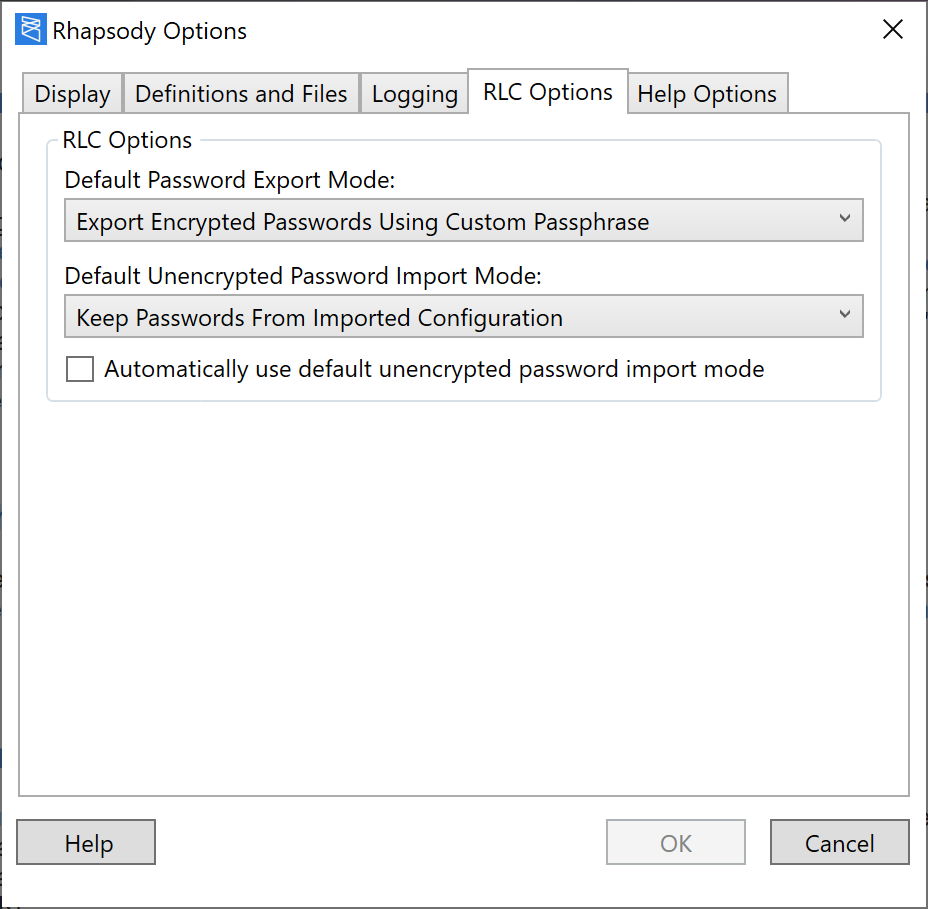 Rhapsody Options
Display Definitions and Files Logging RLC Options Help Options
RLC Options
Default Password Export Mode:
Export Encrypted Passwords Using Custom Passphrase
Default Unencrypted Password Import Mode:
Keep Passwords From Imported Configuration
Automatically use default unencrypted password import mode
Help OK Cancel